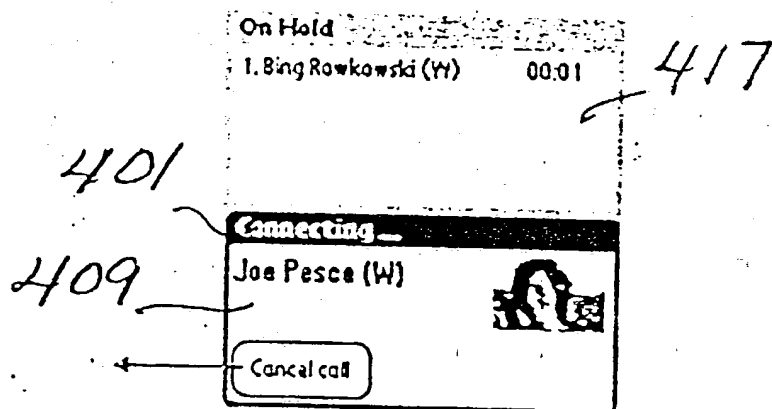 On Hold
1. Bing Rowkowski (W) 00:01
417
401
Connecting ...
Joe Pesce (W)
409
Cancel call